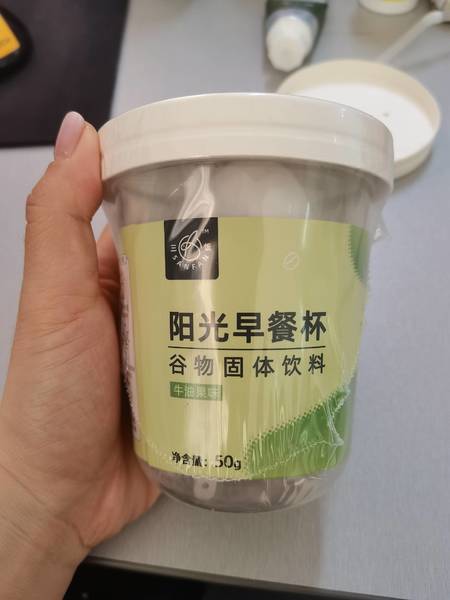 SANFAN
阳光早餐杯
谷物固体饮料
牛油果味
净含量: 50g